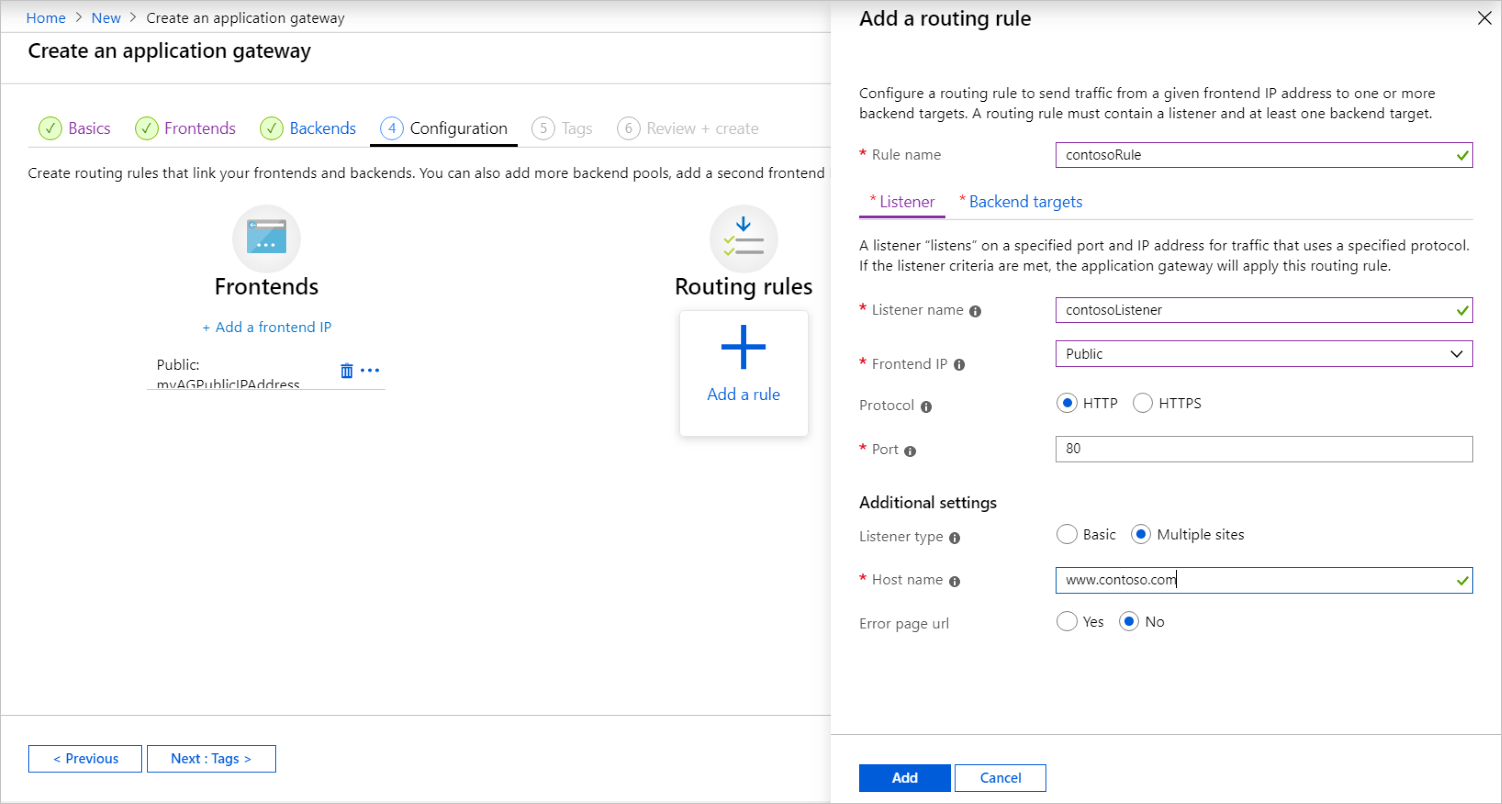 Home > New > Create an application gateway
Create an application gateway
Basics Frontends Backends 4 Configuration 5 Tags 6 Review + create
Create routing rules that link your frontends and backends. You can also add more backend pools, add a second frontend
Frontends
+ Add a frontend IP
Public:
myAGPublicIPAddress
Routing rules
Add a rule
< Previous
Next : Tags >
Add a routing rule
Configure a routing rule to send traffic from a given frontend IP address to one or more
backend targets. A routing rule must contain a listener and at least one backend target.
* Rule name contosoRule
* Listener * Backend targets
A listener “listens” on a specified port and IP address for traffic that uses a specified protocol.
If the listener criteria are met, the application gateway will apply this routing rule.
* Listener name contosoListener
* Frontend IP Public
Protocol HTTP HTTPS
* Port 80
Additional settings
Listener type Basic Multiple sites
* Host name www.contoso.com
Error page url Yes No
Add Cancel